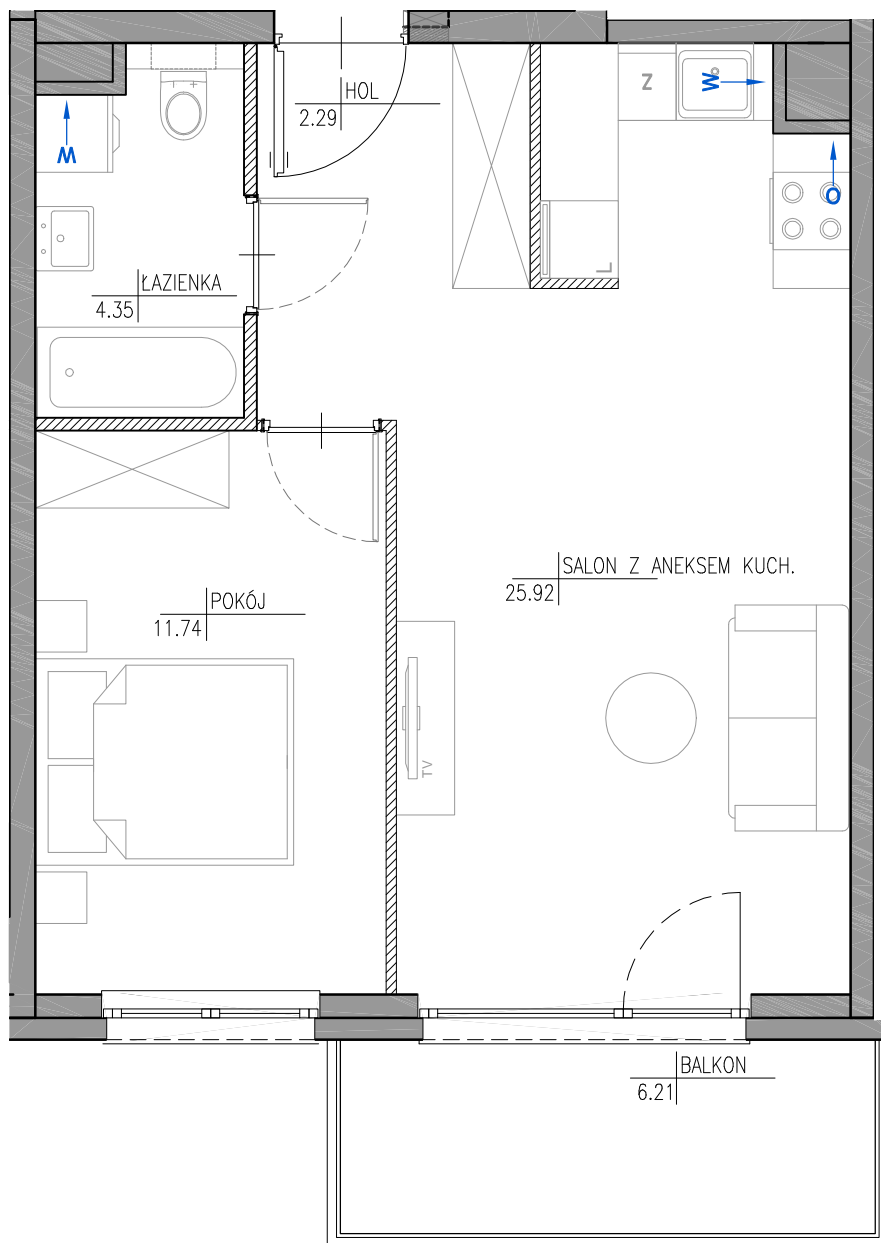 HOL
2.29
Z
W
W
O
ŁAZIENKA
4.35
SALON Z ANEKSEM KUCH.
25.92
POKÓJ
11.74
TV
BALKON
6.21